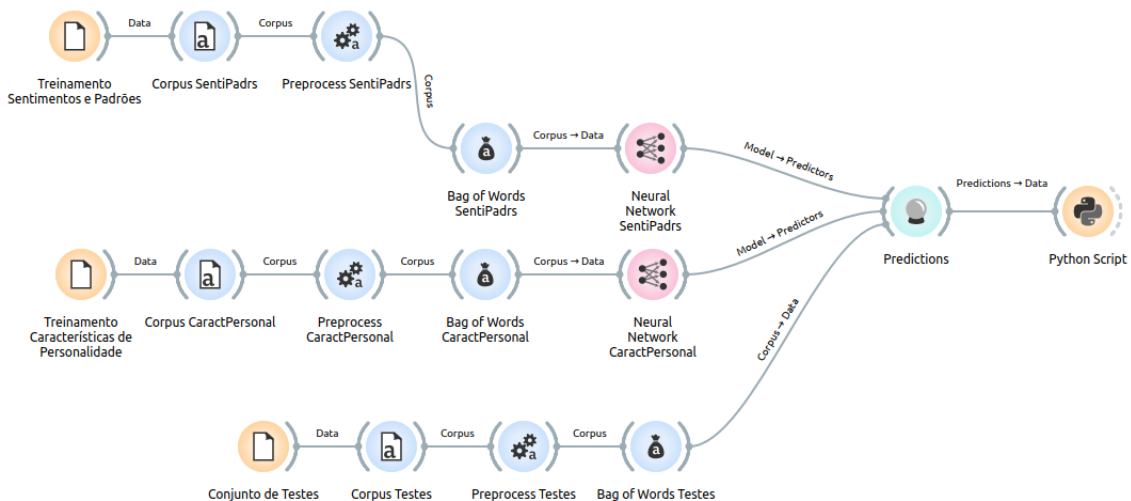 Data
Corpus
Treinamento
Sentimentos e Padrões
Corpus SentiPadrs
Preprocess SentiPadrs
Corpus
Corpus → Data
Model → Predictors
Bag of Words
SentiPadrs
Neural
Network
SentiPadrs
Predictions → Data
Model → Predictors
Predictions
Python Script
Data
Corpus
Corpus
Corpus → Data
Treinamento
Características de
Personalidade
Corpus CaractPersonal
Preprocess
CaractPersonal
Bag of Words
CaractPersonal
Neural
Network
CaractPersonal
Corpus → Data
Data
Corpus
Corpus
Conjunto de Testes
Corpus Testes
Preprocess Testes
Bag of Words Testes
a
a
a
a
a
a
a
a
a